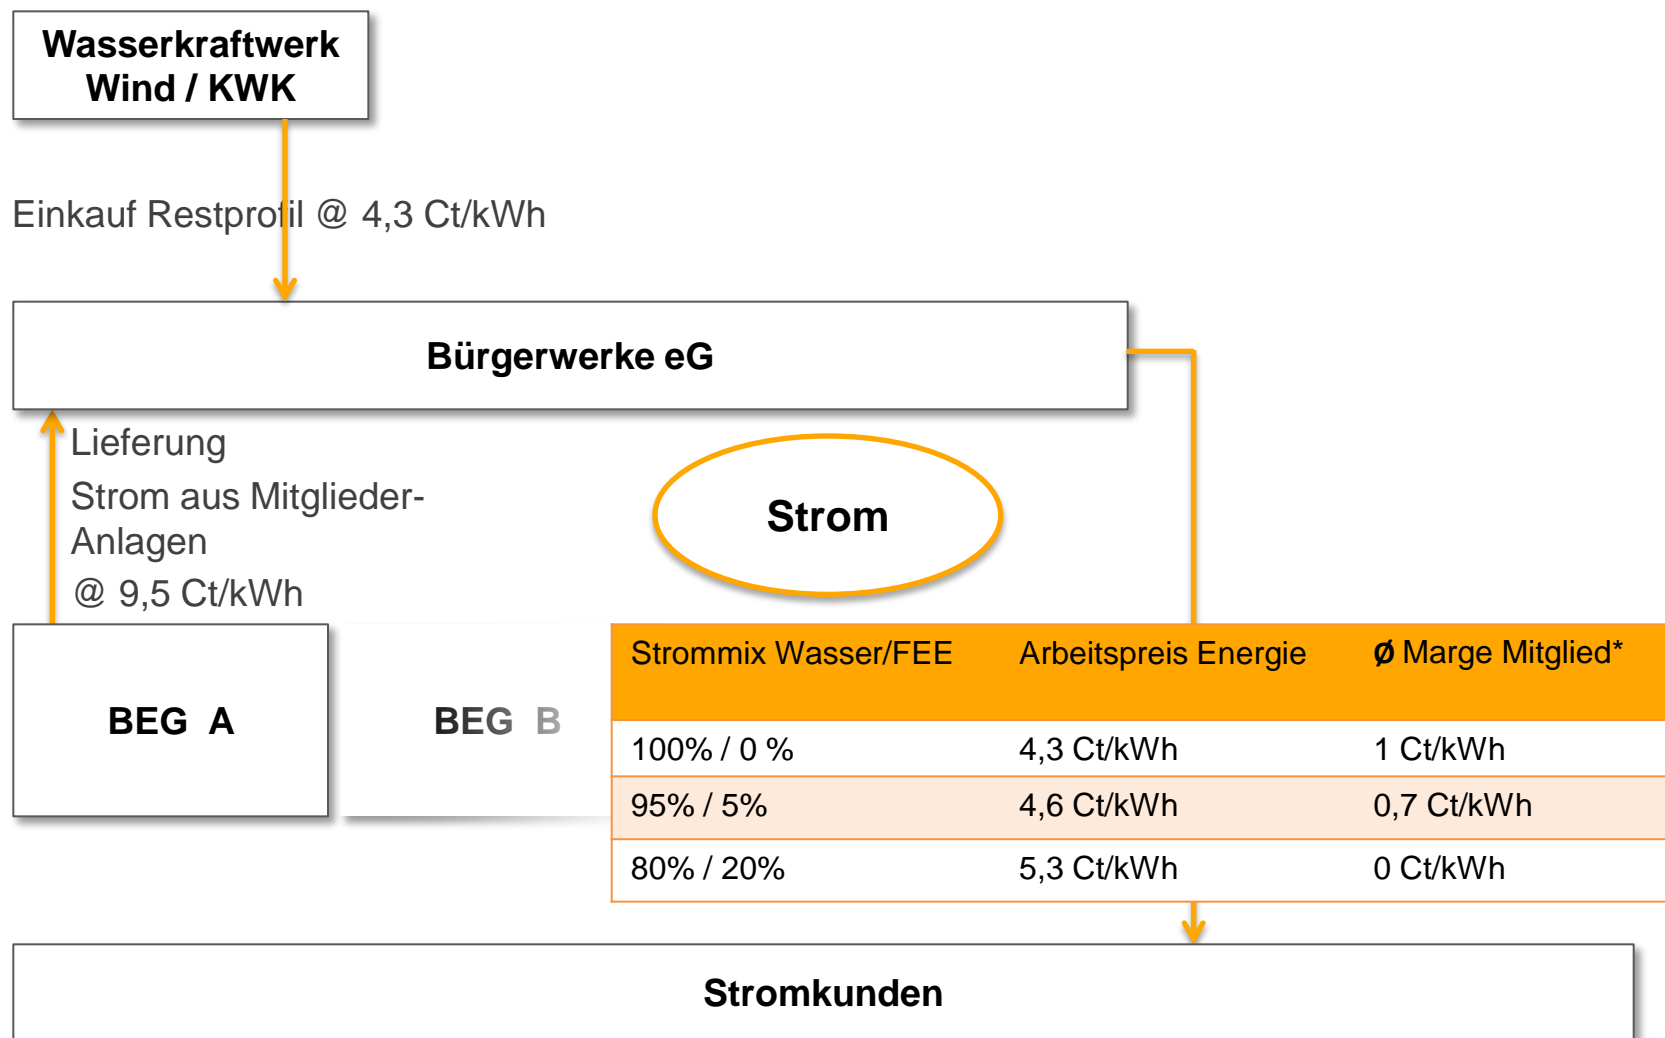 Wasserkraftwerk
Wind / KWK
Einkauf Restprofil @ 4,3 Ct/kWh
Bürgerwerke eG
Lieferung
Strom aus Mitglieder-
Anlagen
@ 9,5 Ct/kWh
Strom
BEG A
BEG B
Strommix Wasser/FEE Arbeitspreis Energie Ø Marge Mitglied*
100% / 0 % 4,3 Ct/kWh 1 Ct/kWh
95% / 5% 4,6 Ct/kWh 0,7 Ct/kWh
80% / 20% 5,3 Ct/kWh 0 Ct/kWh
Stromkunden